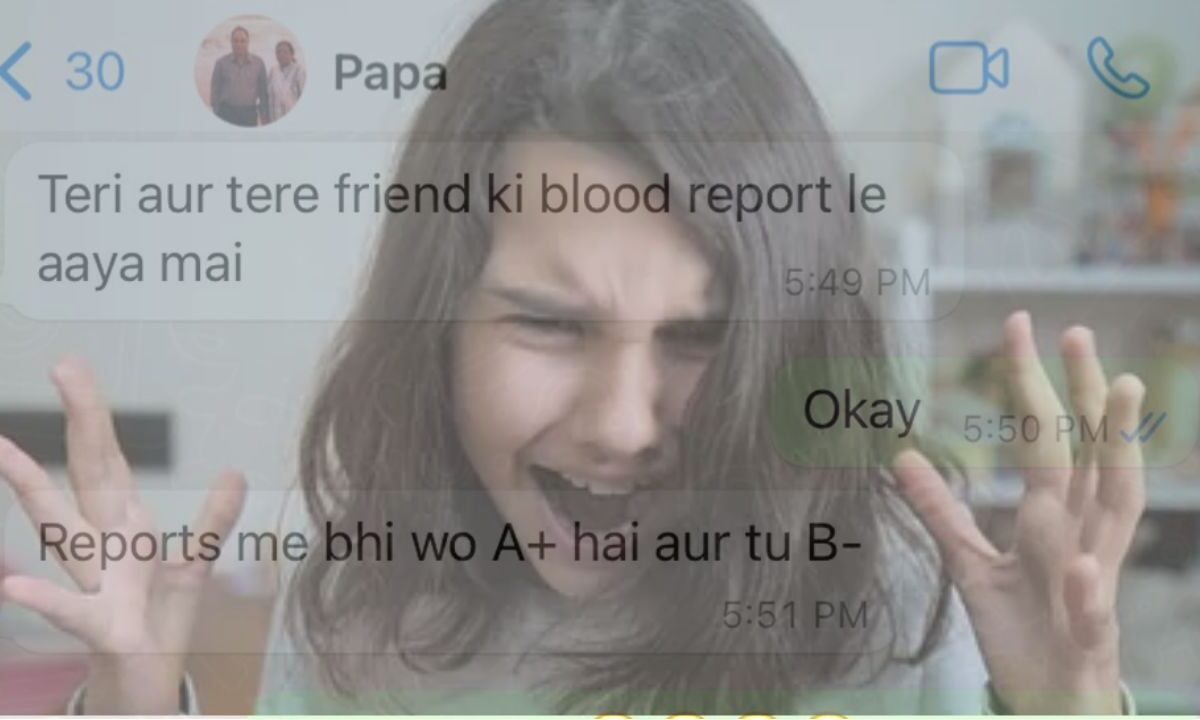 30 Papa
Teri aur tere friend ki blood report le
aaya mai
5:49 PM
Okay 5:50 PM
Reports me bhi wo A+ hai aur tu B-
5:51 PM